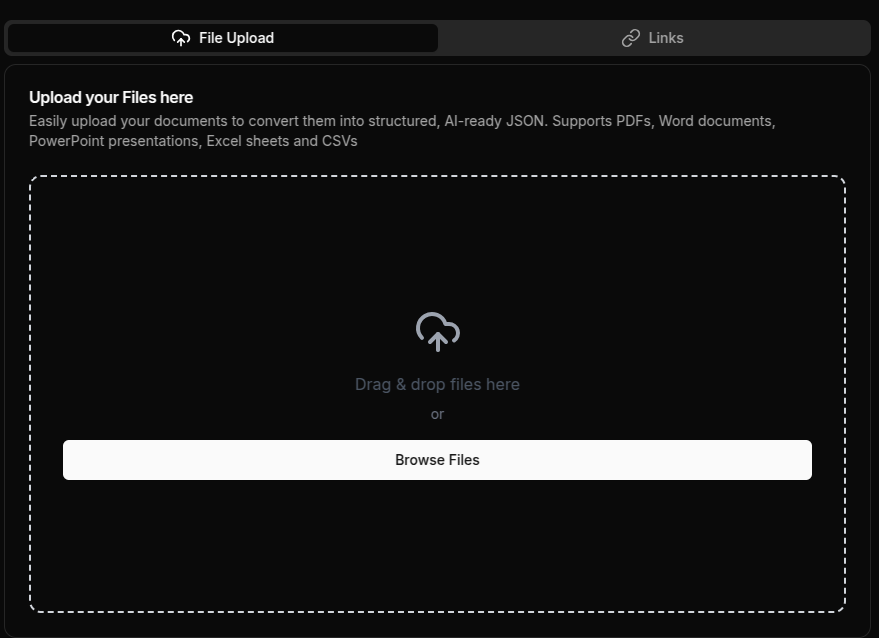 File Upload
Links
Upload your Files here
Easily upload your documents to convert them into structured, AI-ready JSON. Supports PDFs, Word documents,
PowerPoint presentations, Excel sheets and CSVs
Drag & drop files here
or
Browse Files